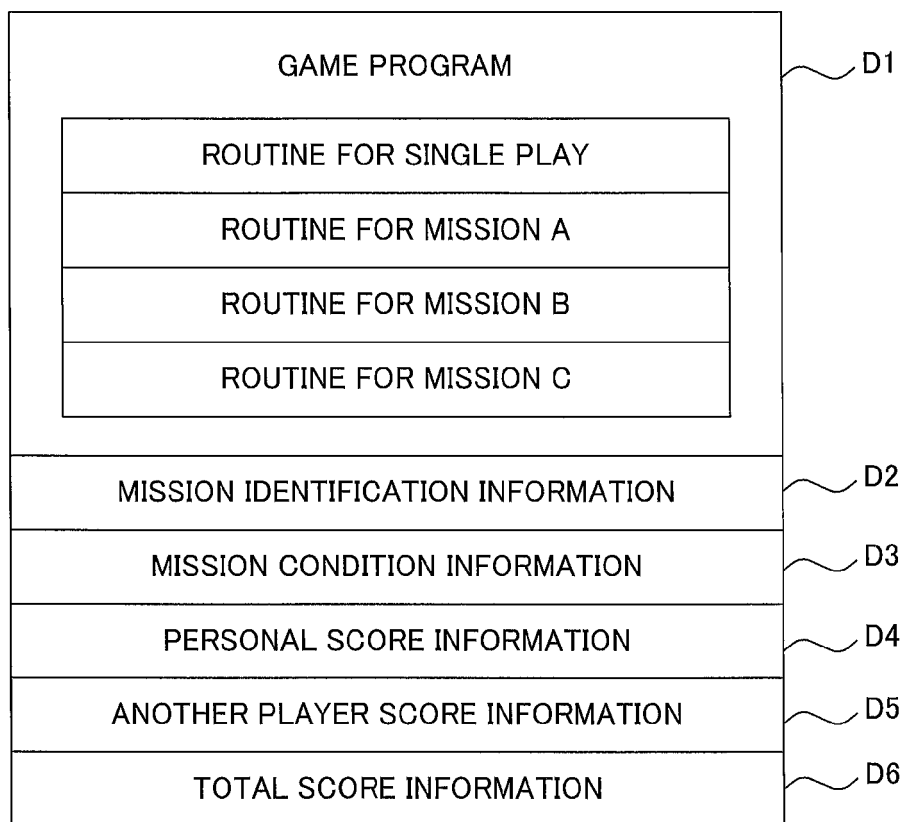 GAME PROGRAM D1
ROUTINE FOR SINGLE PLAY
ROUTINE FOR MISSION A
ROUTINE FOR MISSION B
ROUTINE FOR MISSION C
MISSION IDENTIFICATION INFORMATION D2
MISSION CONDITION INFORMATION D3
PERSONAL SCORE INFORMATION D4
ANOTHER PLAYER SCORE INFORMATION D5
TOTAL SCORE INFORMATION D6